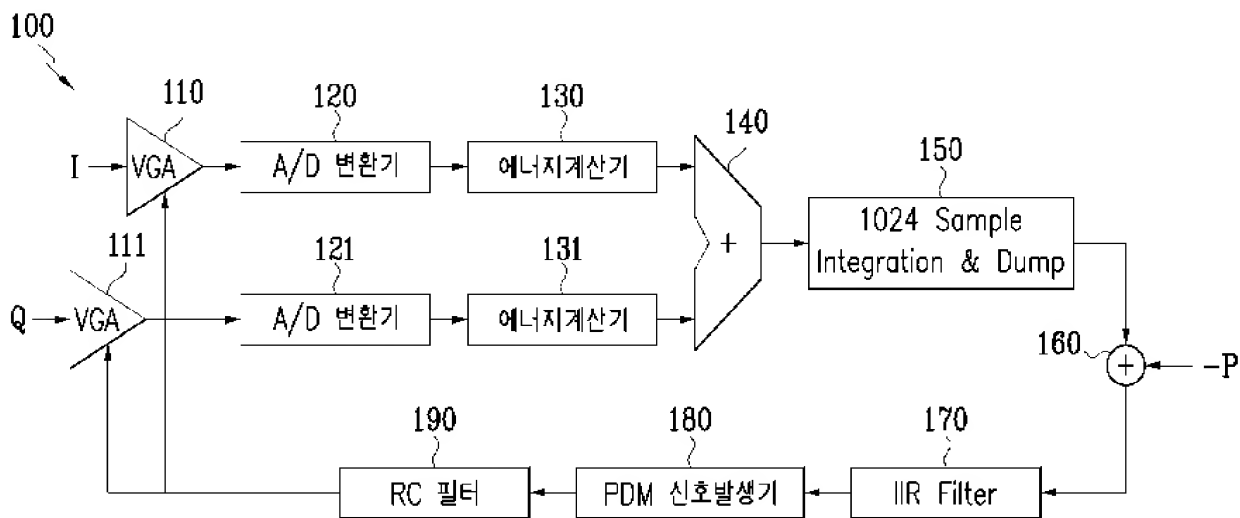 100
110
120
130
140
150
I
VGA
A/D 변환기
에너지계산기
1024 Sample
Integration & Dump
111
121
131
+
Q
VGA
A/D 변환기
에너지계산기
160
+
-P
190
180
170
RC 필터
PDM 신호발생기
IIR Filter